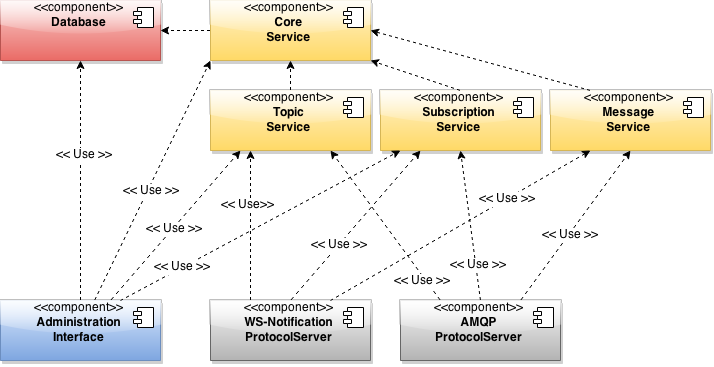 <<component>>
Database
<<component>>
Core
Service
<<component>>
Topic
Service
<<component>>
Subscription
Service
<<component>>
Message
Service
<< Use >>
<< Use >>
<< Use >>
<< Use>>
<< Use >>
<< Use >>
<< Use >>
<< Use >>
<< Use >>
<< Use >>
<<component>>
Administration
Interface
<<component>>
WS-Notification
ProtocolServer
<<component>>
AMQP
ProtocolServer